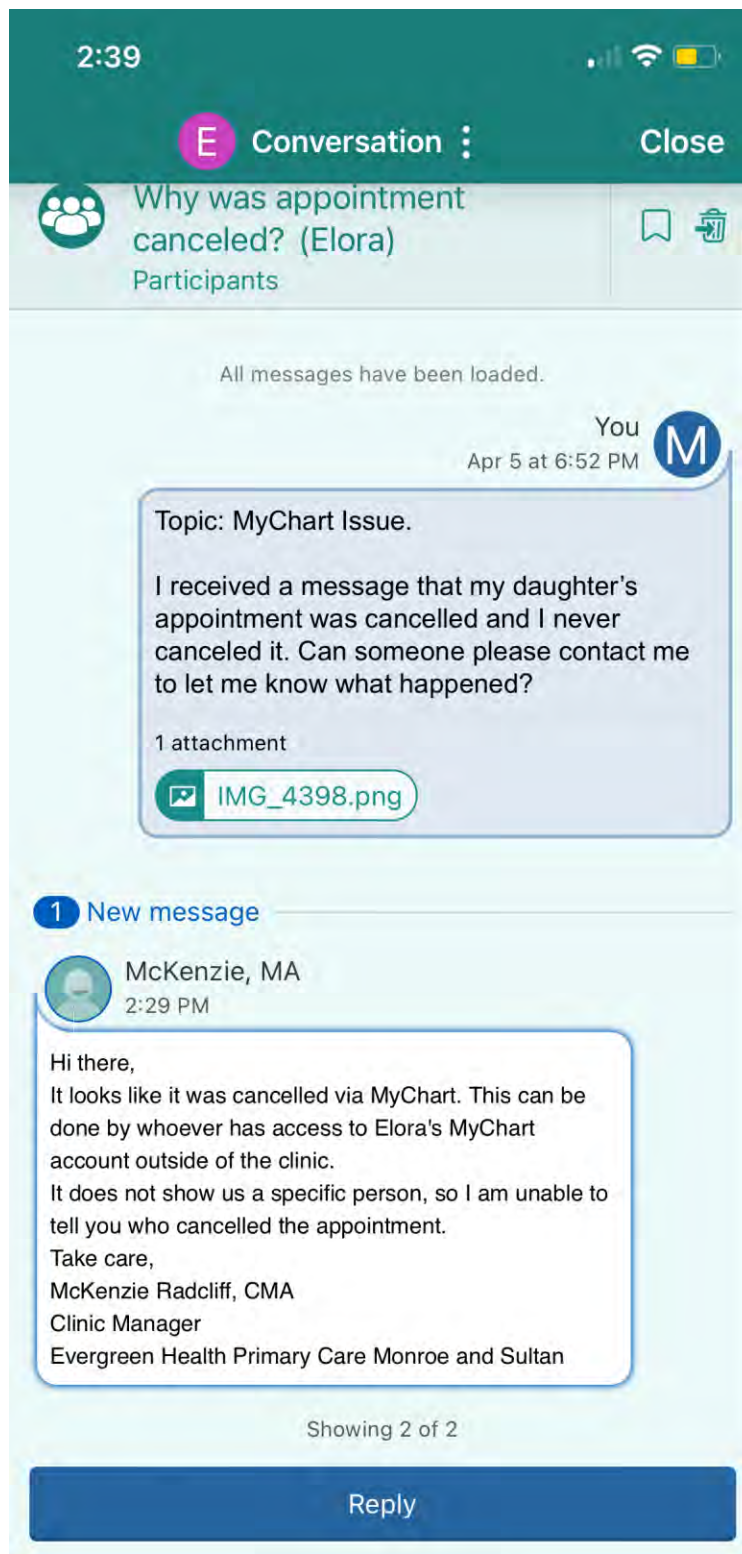 2:39
E Conversation Close
Why was appointment
canceled? (Elora)
Participants
All messages have been loaded.
You
Apr 5 at 6:52 PM
M
Topic: MyChart Issue.
I received a message that my daughter's
appointment was cancelled and I never
canceled it. Can someone please contact me
to let me know what happened?
1 attachment
IMG_4398.png
1 New message
McKenzie, MA
2:29 PM
Hi there,
It looks like it was cancelled via MyChart. This can be
done by whoever has access to Elora's MyChart
account outside of the clinic.
It does not show us a specific person, so I am unable to
tell you who cancelled the appointment.
Take care,
McKenzie Radcliff, CMA
Clinic Manager
Evergreen Health Primary Care Monroe and Sultan
Showing 2 of 2
Reply